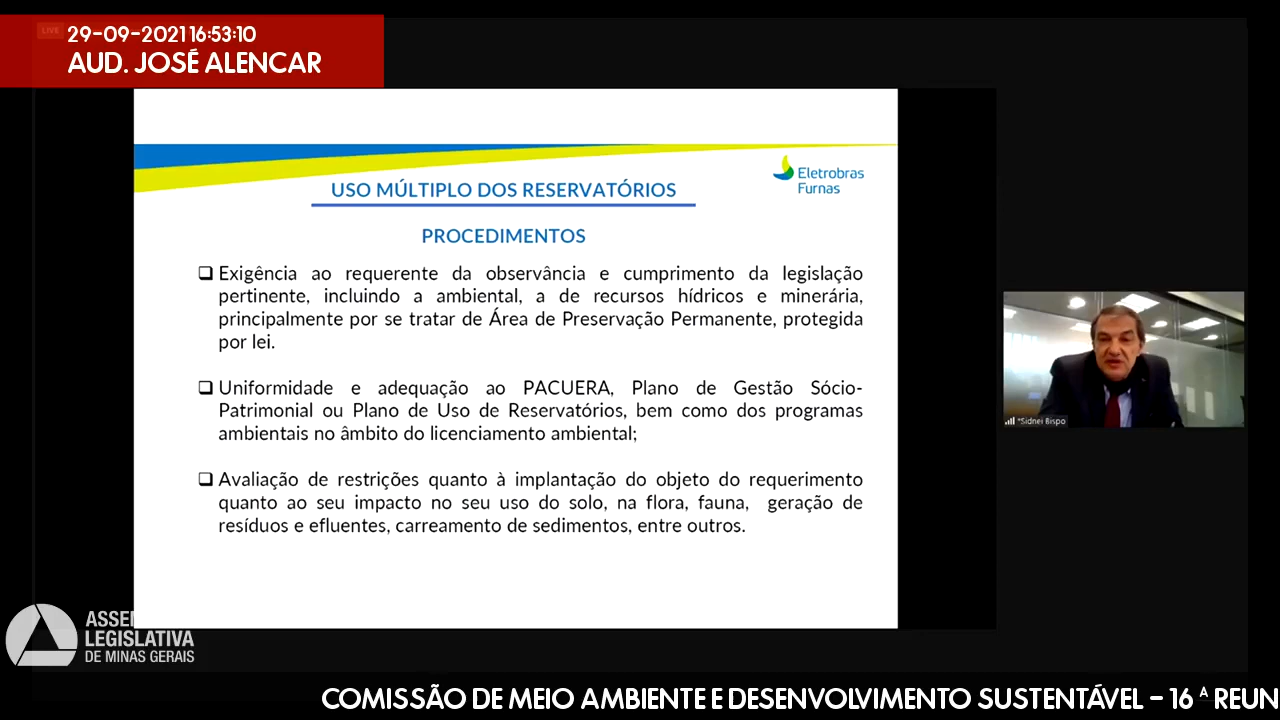 LIVE
29-09-2021 16:53:10
AUD. JOSÉ ALENCAR
Eletrobras
Furnas
USO MÚLTIPLO DOS RESERVATÓRIOS
PROCEDIMENTOS
❑ Exigência ao requerente da observância e cumprimento da legislação
pertinente, incluindo a ambiental, a de recursos hídricos e minerária,
principalmente por se tratar de Área de Preservação Permanente, protegida
por lei.
❑ Uniformidade e adequação ao PACUERA, Plano de Gestão Sócio-
Patrimonial ou Plano de Uso de Reservatórios, bem como dos programas
ambientais no âmbito do licenciamento ambiental;
❑ Avaliação de restrições quanto à implantação do objeto do requerimento
quanto ao seu impacto no seu uso do solo, na flora, fauna, geração de
resíduos e efluentes, carreamento de sedimentos, entre outros.
*Sidnei Bispo
ASSE
LEGISLATIVA
DE MINAS GERAIS
COMISSÃO DE MEIO AMBIENTE E DESENVOLVIMENTO SUSTENTÁVEL - 16 ª REUN